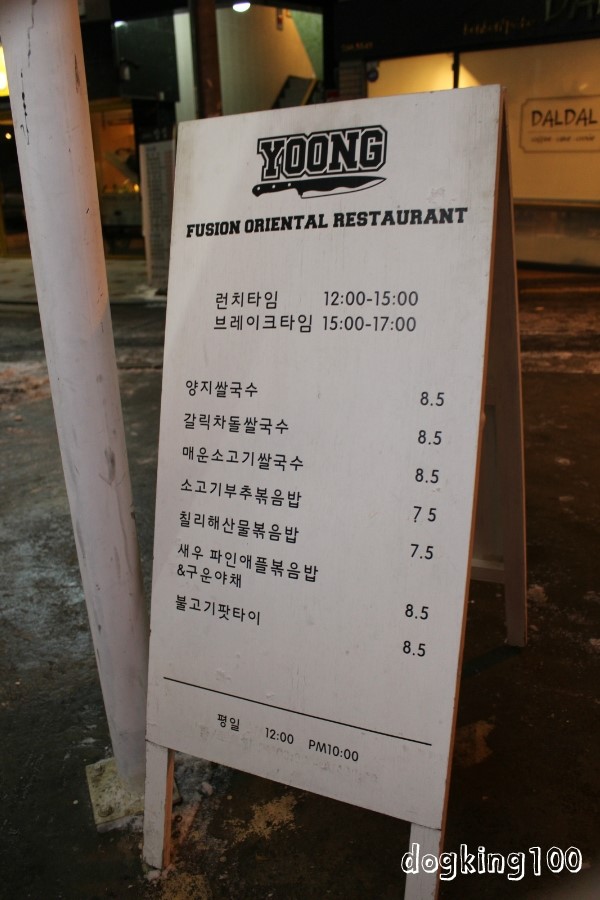 YOONG
FUSION ORIENTAL RESTAURANT
런치타임 12:00-15:00
브레이크타임 15:00-17:00
양지쌀국수 8.5
갈릭차돌쌀국수 8.5
매운소고기쌀국수 8.5
소고기부추볶음밥 7 5
칠리해산물볶음밥 7.5
새우 파인애플볶음밥
&구운야채 8.5
불고기팟타이 8.5
평일 12:00 PM10:00
DALDAL
dogking100